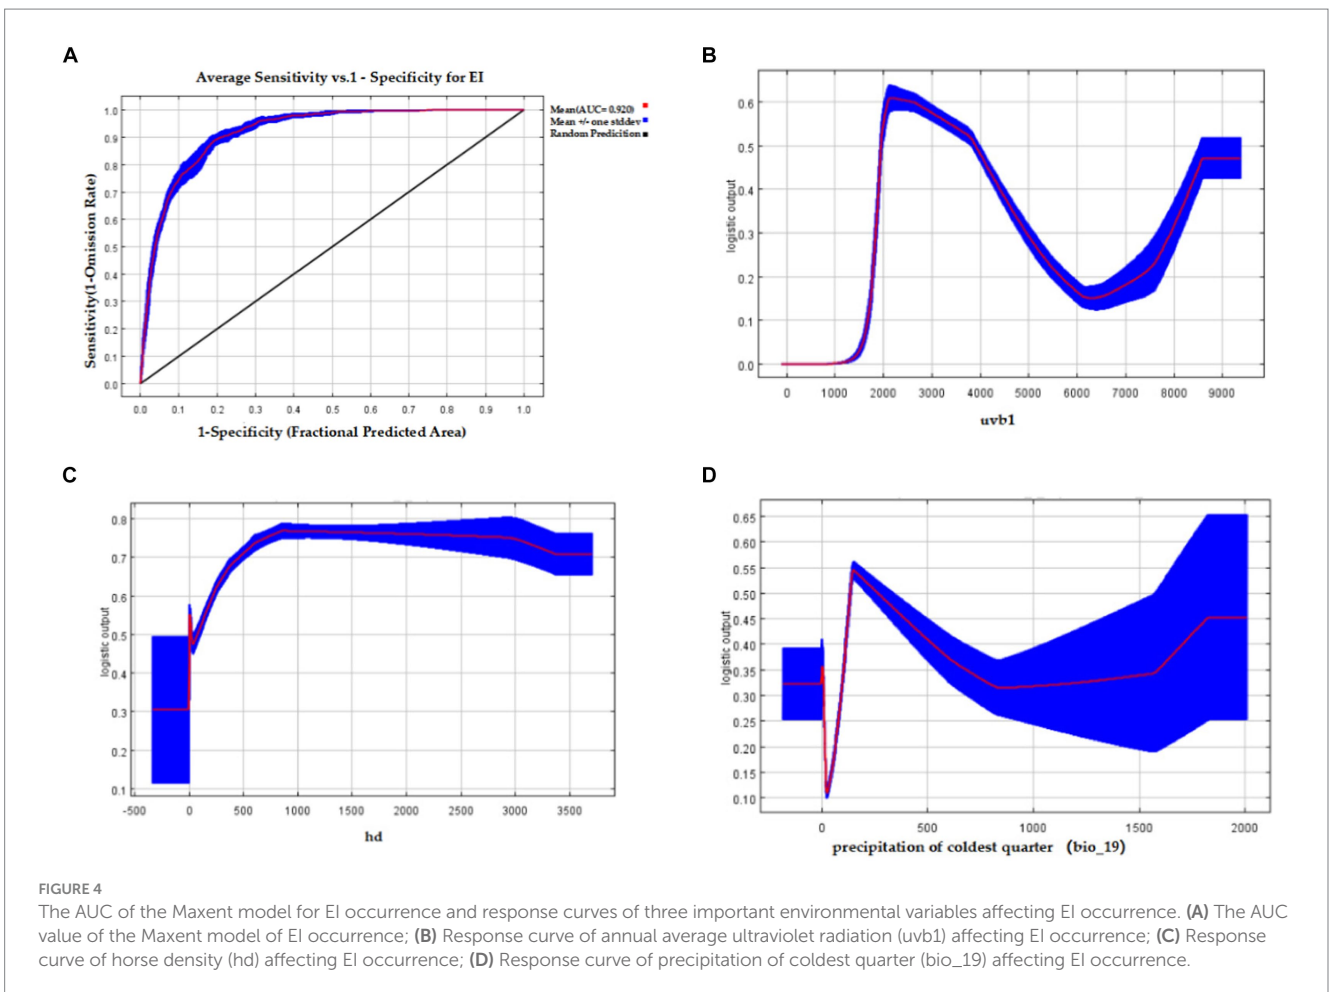 A
Average Sensitivity vs.1 - Specificity for EI
Mean(AUC= 0.920)
Mean +/- one stddev
Random Predicition
Sensitivity(1-Omission Rate)
1.0
0.9
0.8
0.7
0.6
0.5
0.4
0.3
0.2
0.1
0.0
0.0 0.1 0.2 0.3 0.4 0.5 0.6 0.7 0.8 0.9 1.0
1-Specificity (Fractional Predicted Area)
B
logistic output
0.6
0.5
0.4
0.3
0.2
0.1
0.0
0 1000 2000 3000 4000 5000 6000 7000 8000 9000
uvb1
C
logistic output
0.8
0.7
0.6
0.5
0.4
0.3
0.2
0.1
-500 0 500 1000 1500 2000 2500 3000 3500
hd
D
logistic output
0.65
0.60
0.55
0.50
0.45
0.40
0.35
0.30
0.25
0.20
0.15
0.10
0 500 1000 1500 2000
precipitation of coldest quarter （bio_19）
FIGURE 4
The AUC of the Maxent model for EI occurrence and response curves of three important environmental variables affecting EI occurrence. (A) The AUC
value of the Maxent model of EI occurrence; (B) Response curve of annual average ultraviolet radiation (uvb1) affecting EI occurrence; (C) Response
curve of horse density (hd) affecting EI occurrence; (D) Response curve of precipitation of coldest quarter (bio_19) affecting EI occurrence.